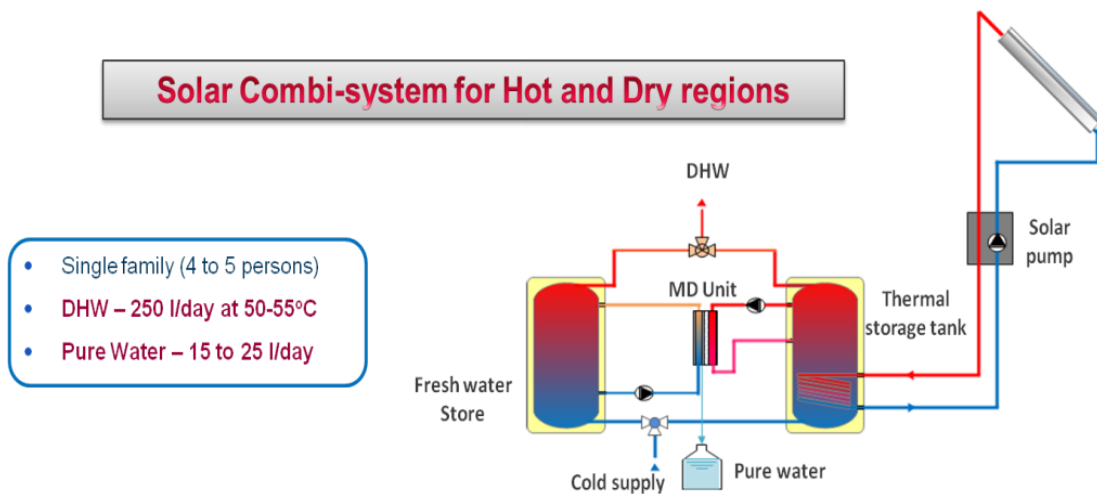 Solar Combi-system for Hot and Dry regions
• Single family (4 to 5 persons)
• DHW – 250 l/day at 50-55°C
• Pure Water – 15 to 25 l/day
DHW
Solar
pump
MD Unit
Thermal
storage tank
Fresh water
Store
Cold supply
Pure water